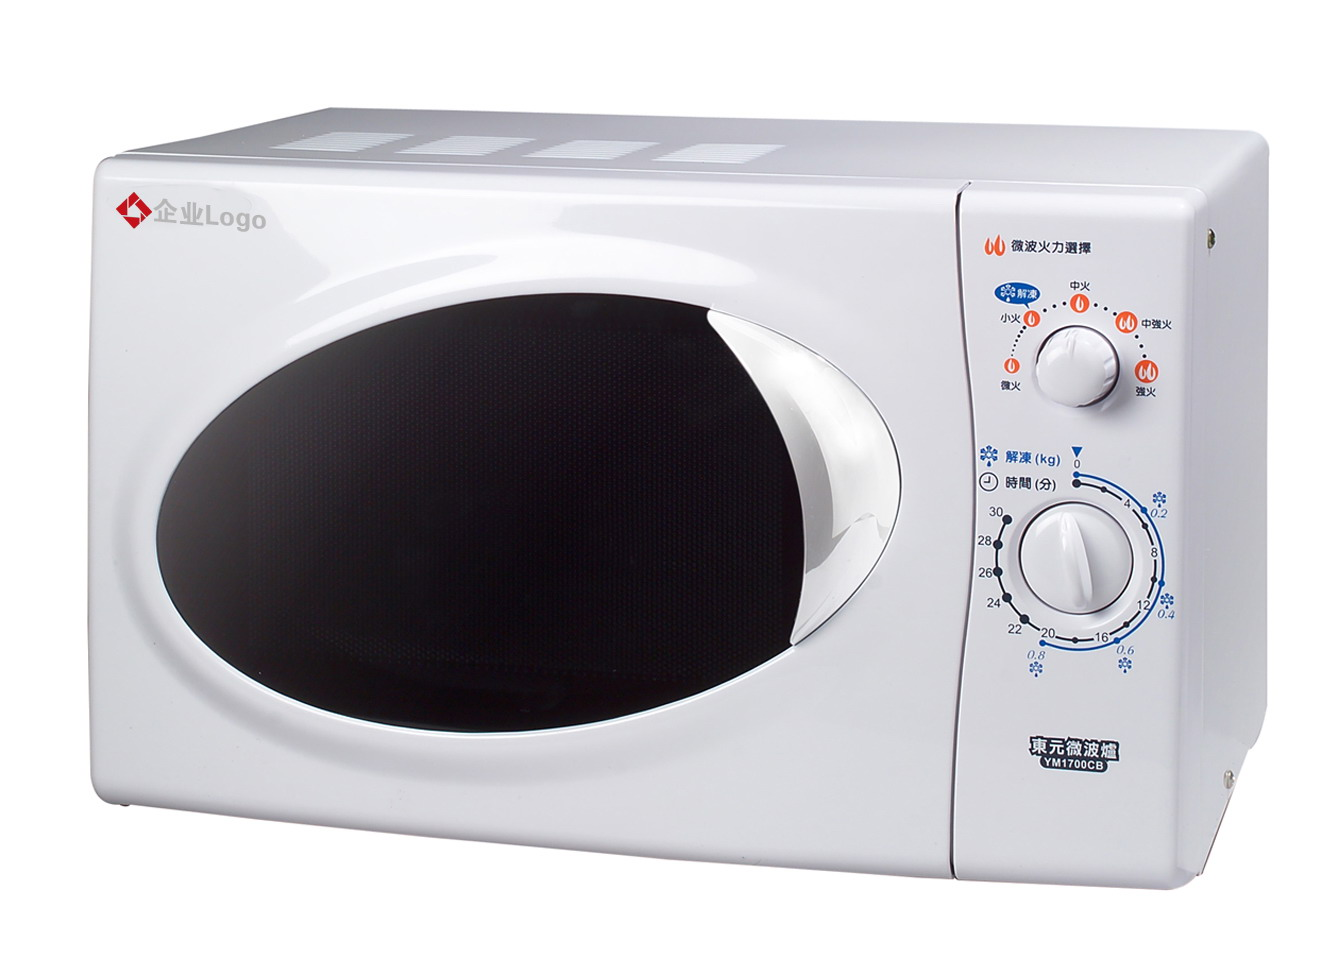 企业Logo
微波火力選擇
解凍
中火
小火
中強火
微火
強火
解凍(kg)
0
時間(分)
4
0.2
30
8
28
26
12
0.4
24
22
20
16
0.8
0.6
東元微波爐
YM1700CB